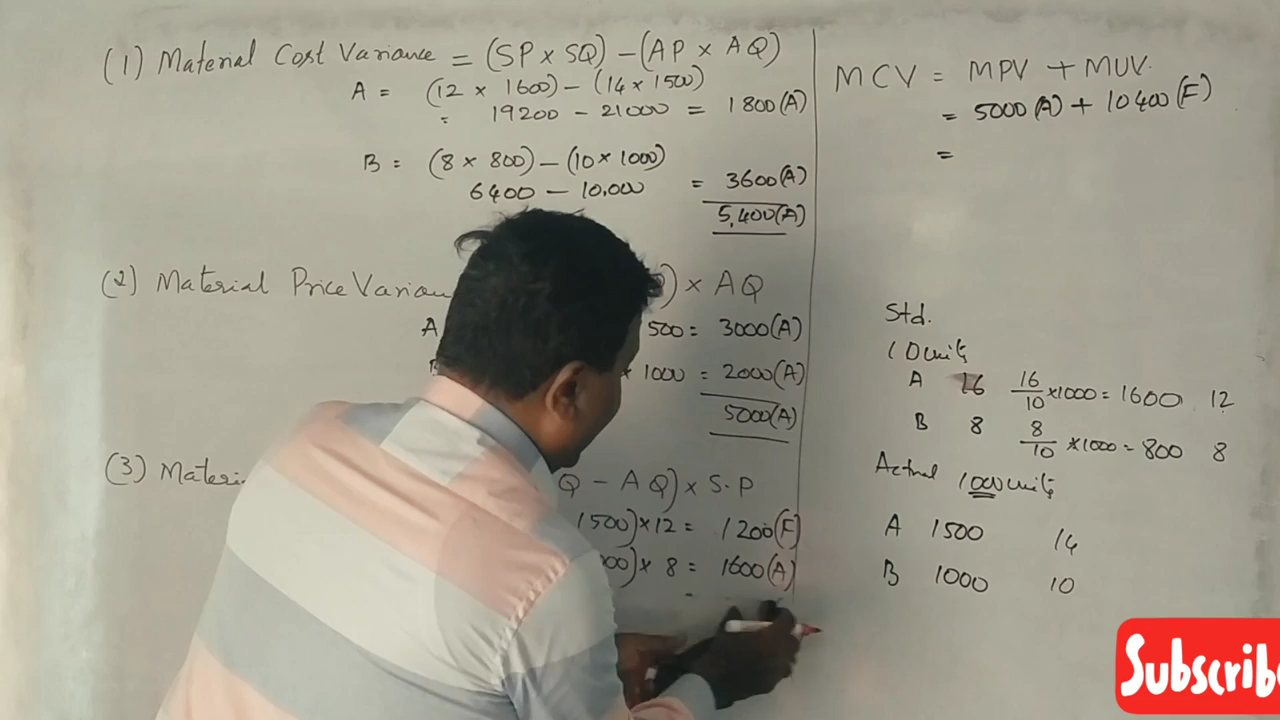 (1) Material Cost Variance = (SP x SQ) - (AP x AQ)
A = (12 x 1600) - (14 x 1500)
= 19200 - 21000 = 1800(A)
B = (8 x 800) - (10 x 1000)
6400 - 10,000 = 3600(A)
5,400(A)
(2) Material Price Varian ) x AQ
A 500 = 3000(A)
x 1000 = 2000(A)
5000(A)
(3) Materi Q - AQ) x S.P
1500) x 12 = 1200(F)
000) x 8 = 1600(A)
=
MCV = MPV + MUV.
= 5000(A) + 10400(F)
=
Std.
10 units
A 16 16/10 x 1000 = 1600 12
B 8 8/10 x 1000 = 800 8
Actual 1000 units
A 1500 14
B 1000 10
Subscrib